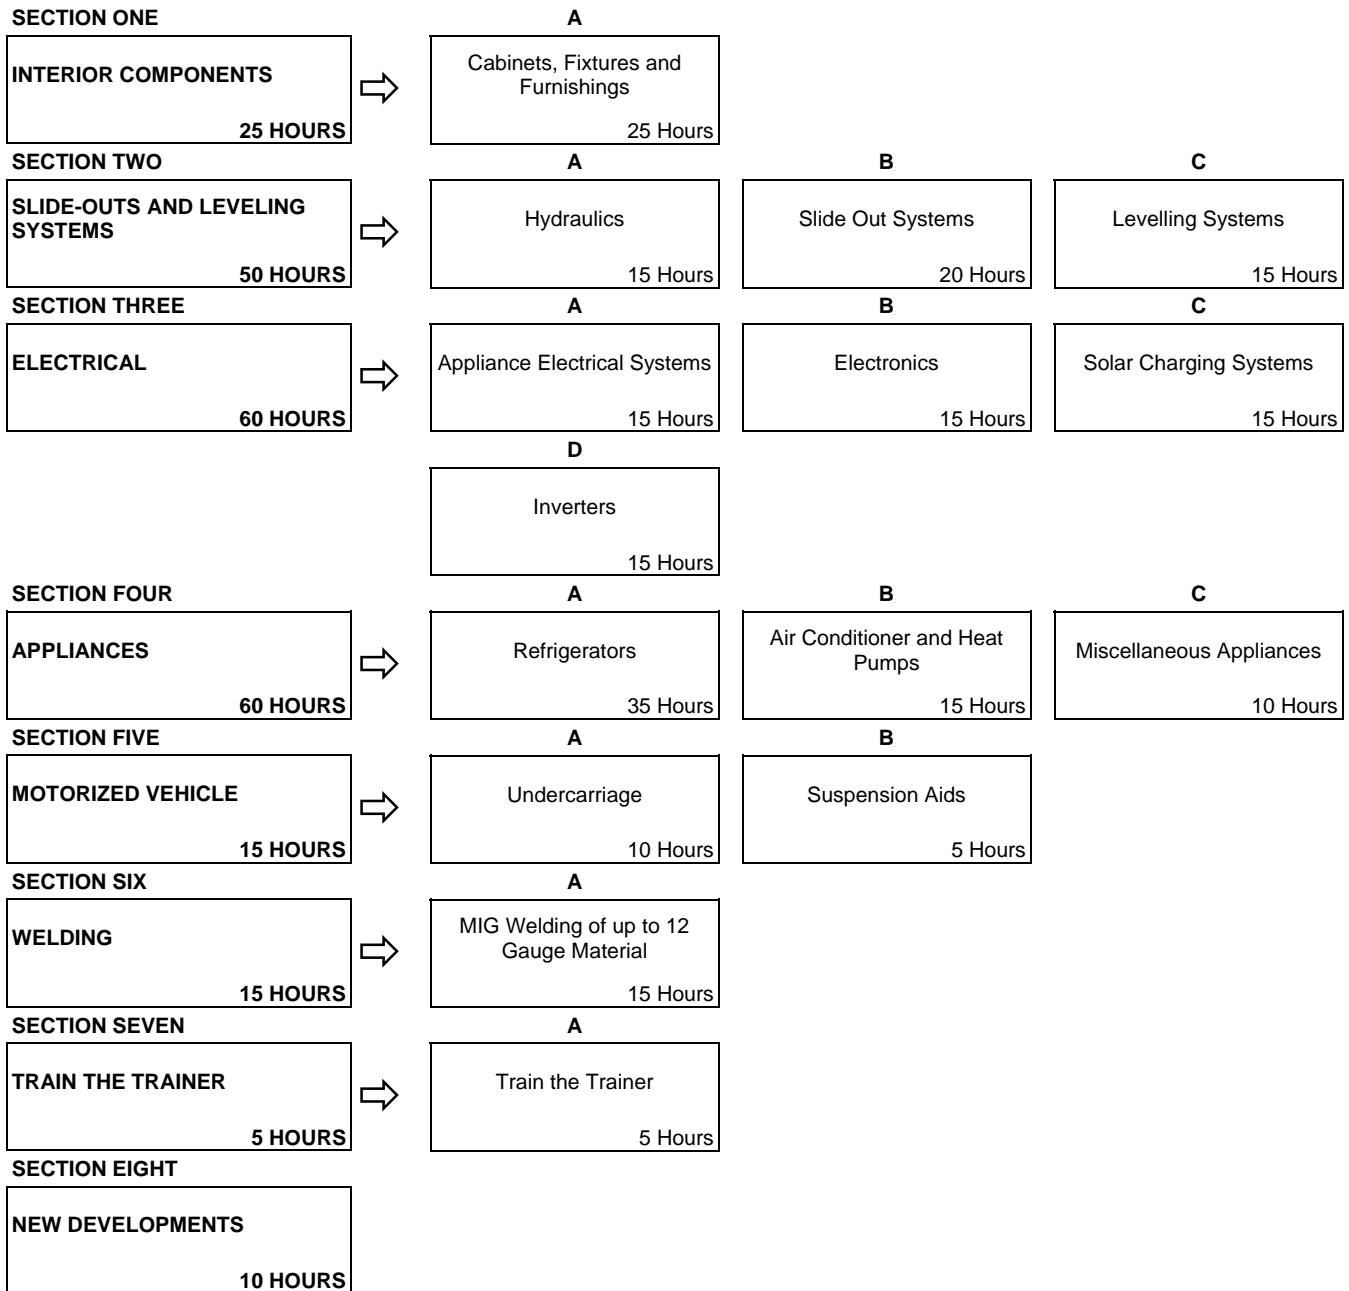 SECTION ONE
A
INTERIOR COMPONENTS
25 HOURS
Cabinets, Fixtures and
Furnishings
25 Hours
SECTION TWO
A
B
C
SLIDE-OUTS AND LEVELING
SYSTEMS
50 HOURS
Hydraulics
15 Hours
Slide Out Systems
20 Hours
Levelling Systems
15 Hours
SECTION THREE
A
B
C
ELECTRICAL
60 HOURS
Appliance Electrical Systems
15 Hours
Electronics
15 Hours
Solar Charging Systems
15 Hours
D
Inverters
15 Hours
SECTION FOUR
A
B
C
APPLIANCES
60 HOURS
Refrigerators
35 Hours
Air Conditioner and Heat
Pumps
15 Hours
Miscellaneous Appliances
10 Hours
SECTION FIVE
A
B
MOTORIZED VEHICLE
15 HOURS
Undercarriage
10 Hours
Suspension Aids
5 Hours
SECTION SIX
A
WELDING
15 HOURS
MIG Welding of up to 12
Gauge Material
15 Hours
SECTION SEVEN
A
TRAIN THE TRAINER
5 HOURS
Train the Trainer
5 Hours
SECTION EIGHT
NEW DEVELOPMENTS
10 HOURS